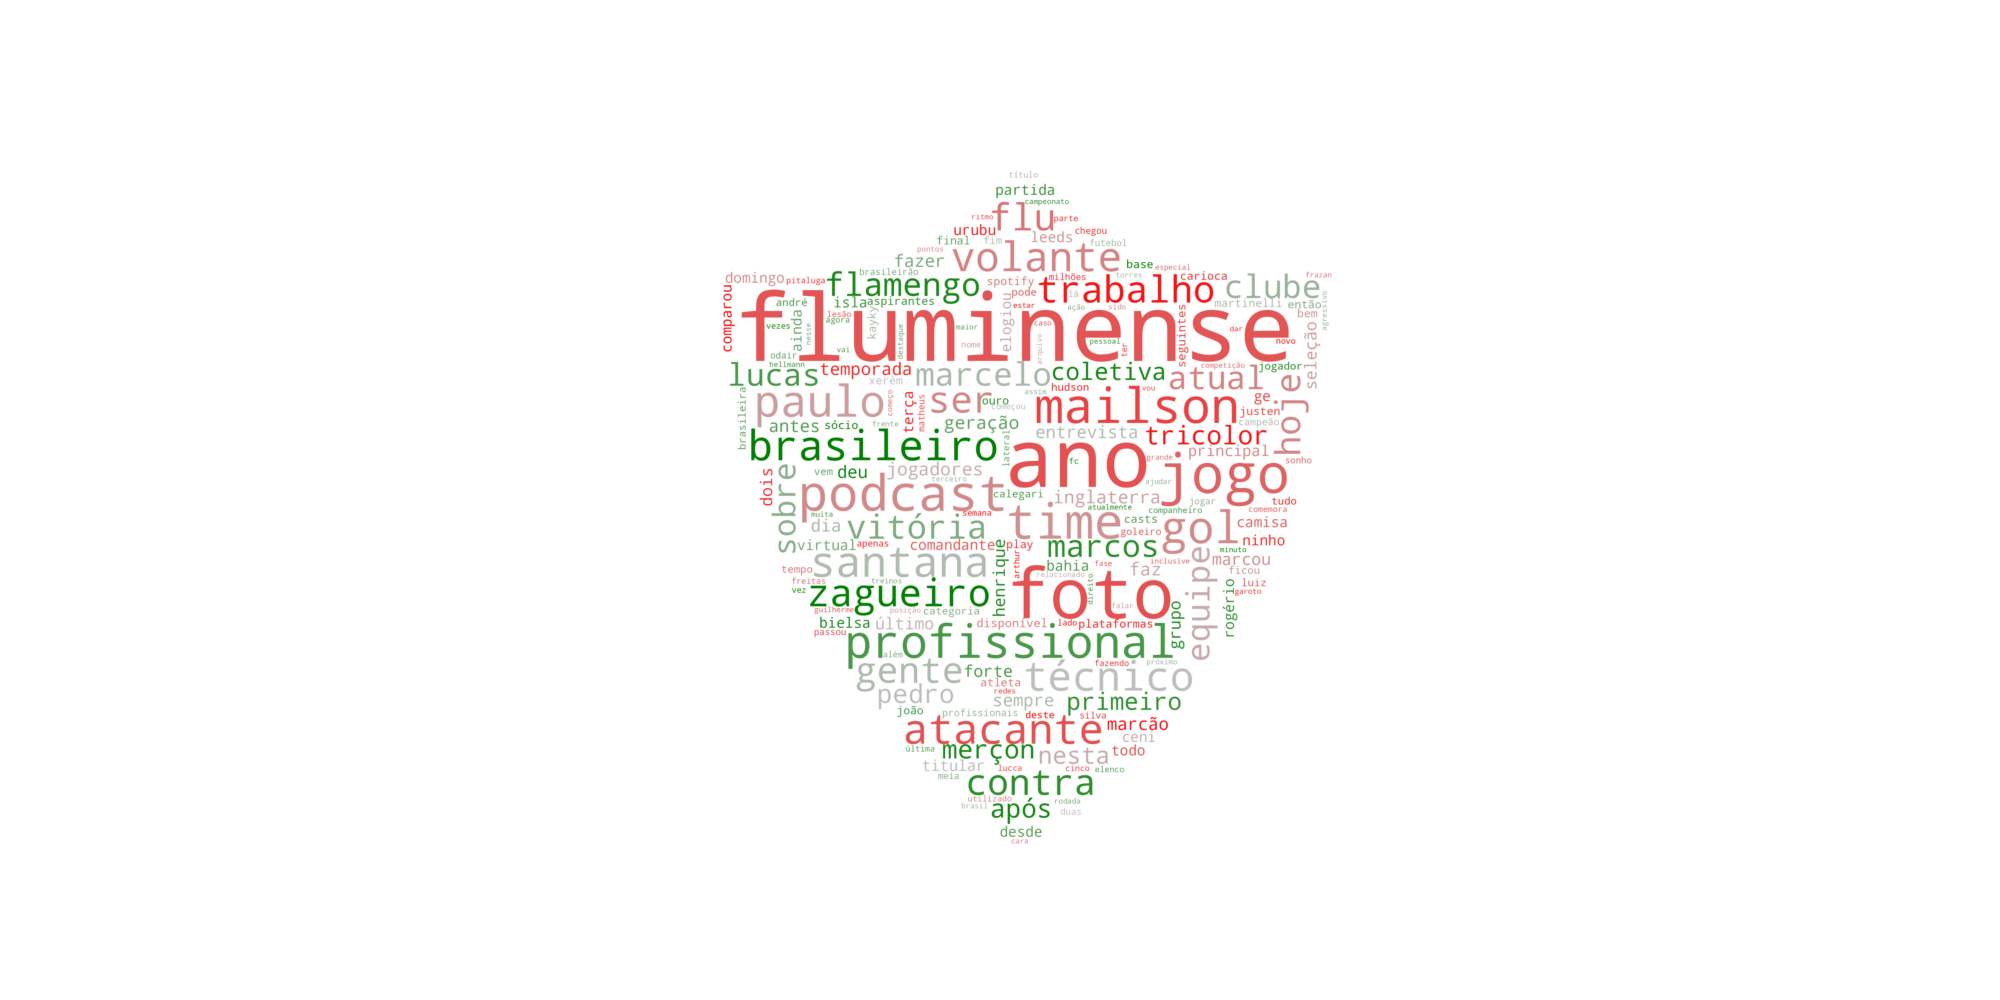 título
partida
campeonato
ritmo
flu
parte
urubu
leeds
chegou
final
fim
futebol
pontos
volante
fazer
base
especial
domingo
pitaluga
brasileirão
flamengo
spotify
milhões
torres
carioca
frazan
trabalho
clube
comparou
andré
isla
aspirantes
pode
lá
martinelli
então
estar
ação
sido
fluminense
agressivo
vezes
ainda
nesse
lesão
agora
kayky
destaque
maior
elogiou
caso
arquivo
pessoal
ter
seguintes
dar
bem
novo
seleção
odair
vai
nome
hellmann
lucas
temporada
xerém
marcelo
coletiva
competição
atual
jogador
hoje
hudson
vou
assim
paulo
começo
ser
ouro
começou
mailson
ge
justen
campeão
brasileira
antes
sócio
terça
matheus
frente
geração
entrevista
tricolor
brasileiro
lateral
ano
fc
grande
principal
sonho
dois
sobre
vem
deu
jogadores
terceiro
jogo
ajudar
podcast
calegari
inglaterra
jogar
tudo
atualmente
companheiro
comemora
muita
dia
vitória
semana
time
casts
goleiro
gol
camisa
virtual
apenas
comandante
play
marcos
ninho
minuto
tempo
santana
henrique
arthur
bahia
fase
faz
inclusive
equipe
marcou
ficou
freitas
treinos
relacionado
luiz
vez
zagueiro
foto
direito
garoto
guilherme
posição
categoria
falar
grupo
rogério
bielsa
último
disponível
lado
plataformas
passou
profissional
além
fazendo
próximo
gente
forte
técnico
atleta
redes
pedro
sempre
primeiro
joão
profissionais
deste
silva
atacante
marcão
ceni
última
merçon
nesta
todo
titular
lucca
cinco
elenco
meia
contra
utilizado
brasil
após
rodada
duas
desde
cara